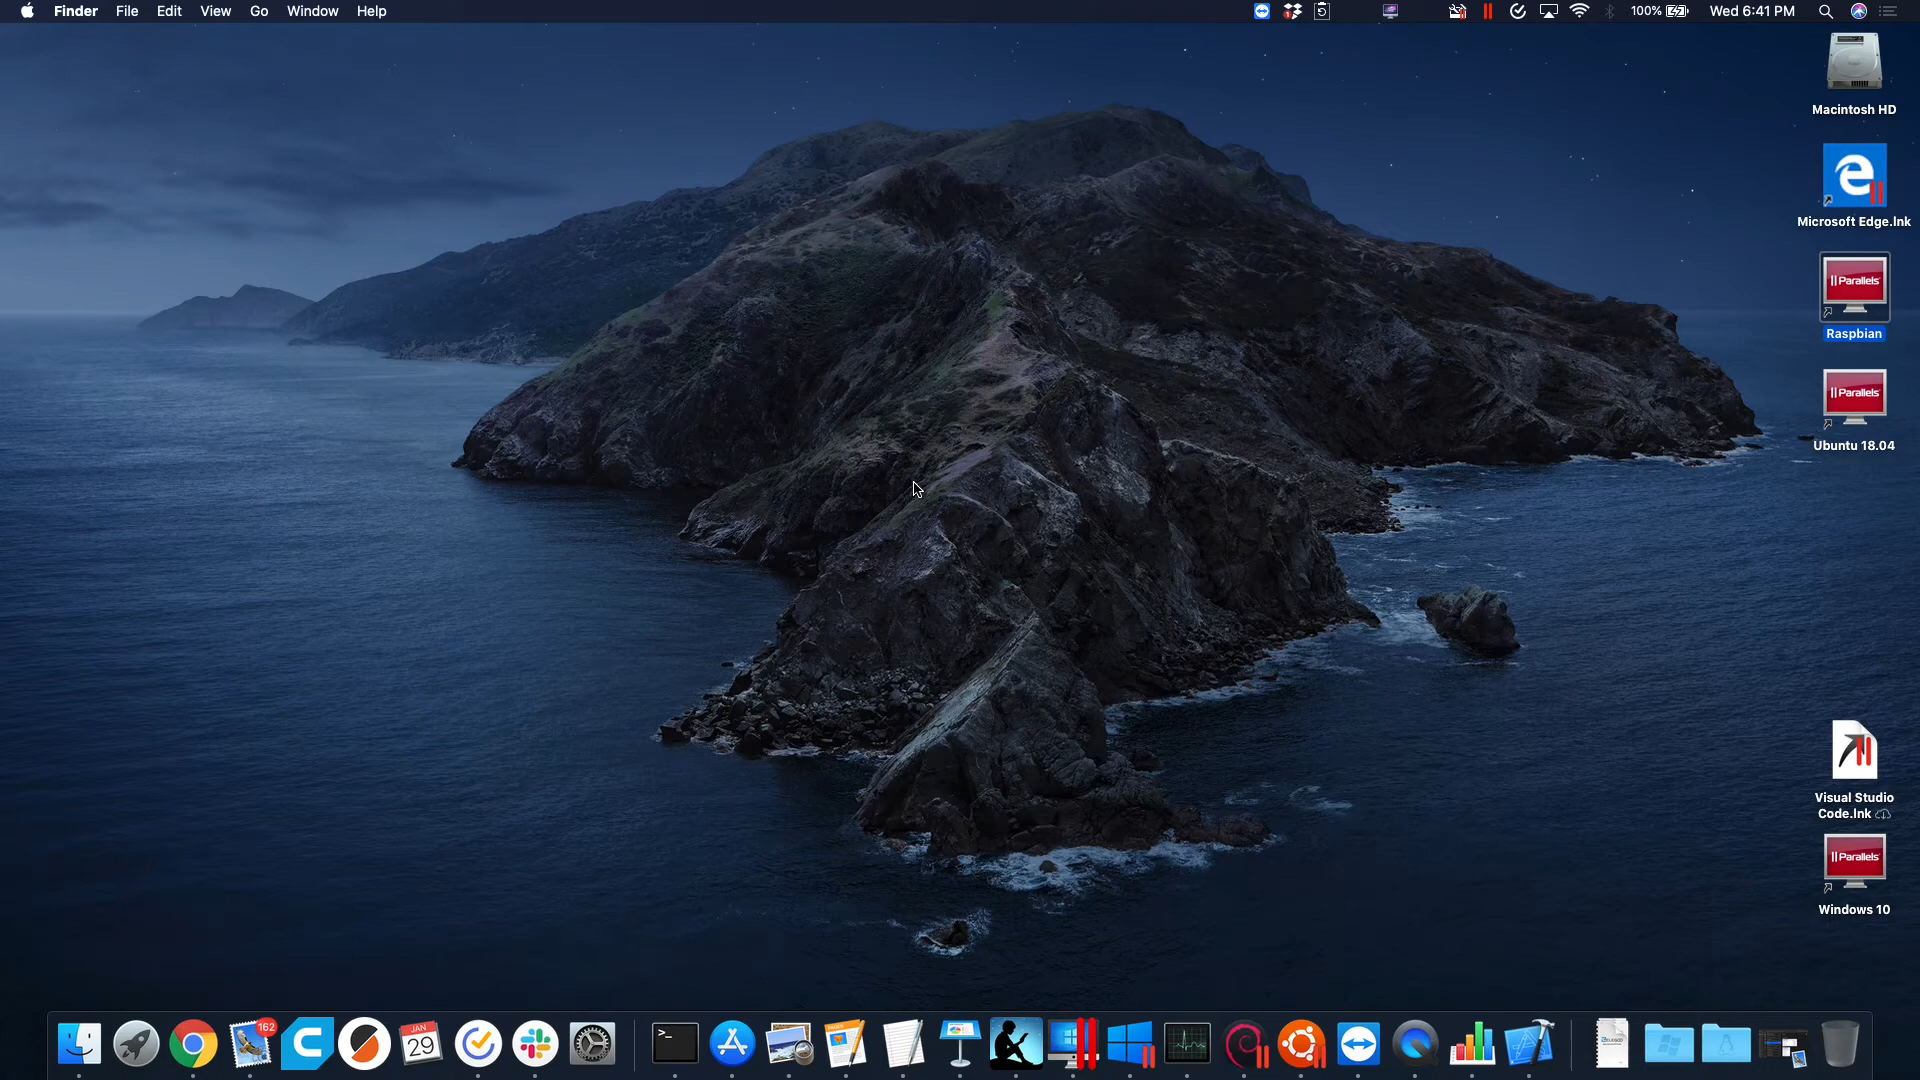 Finder File Edit View Go Window Help 100% Wed 6:41 PM
Macintosh HD
Microsoft Edge.lnk
Parallels
Raspbian
Parallels
Ubuntu 18.04
Visual Studio
Code.lnk
Parallels
Windows 10
162
JAN
29
PAGES
>_